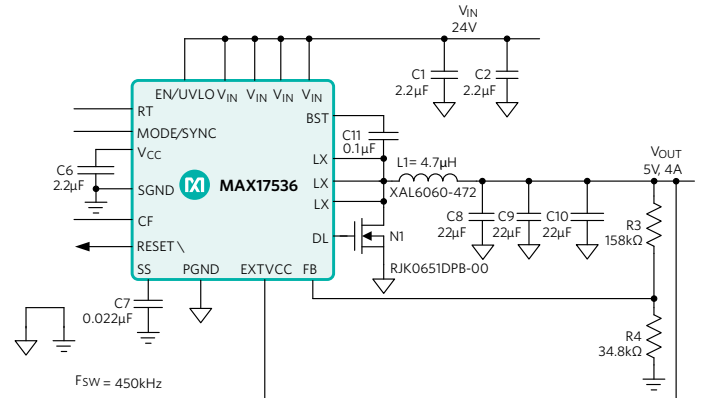 VIN
24V
C1
2.2µF
C2
2.2µF
EN/UVLO VIN VIN VIN VIN
RT
MODE/SYNC
VCC
C6
2.2µF
SGND
MAX17536
CF
RESET \
SS
PGND
EXTVCC
FB
BST
LX
LX
LX
DL
C11
0.1µF
L1= 4.7µH
XAL6060-472
VOUT
5V, 4A
C8
22µF
C9
22µF
C10
22µF
N1
RJK0651DPB-00
R3
158kΩ
R4
34.8kΩ
C7
0.022µF
FSW = 450kHz